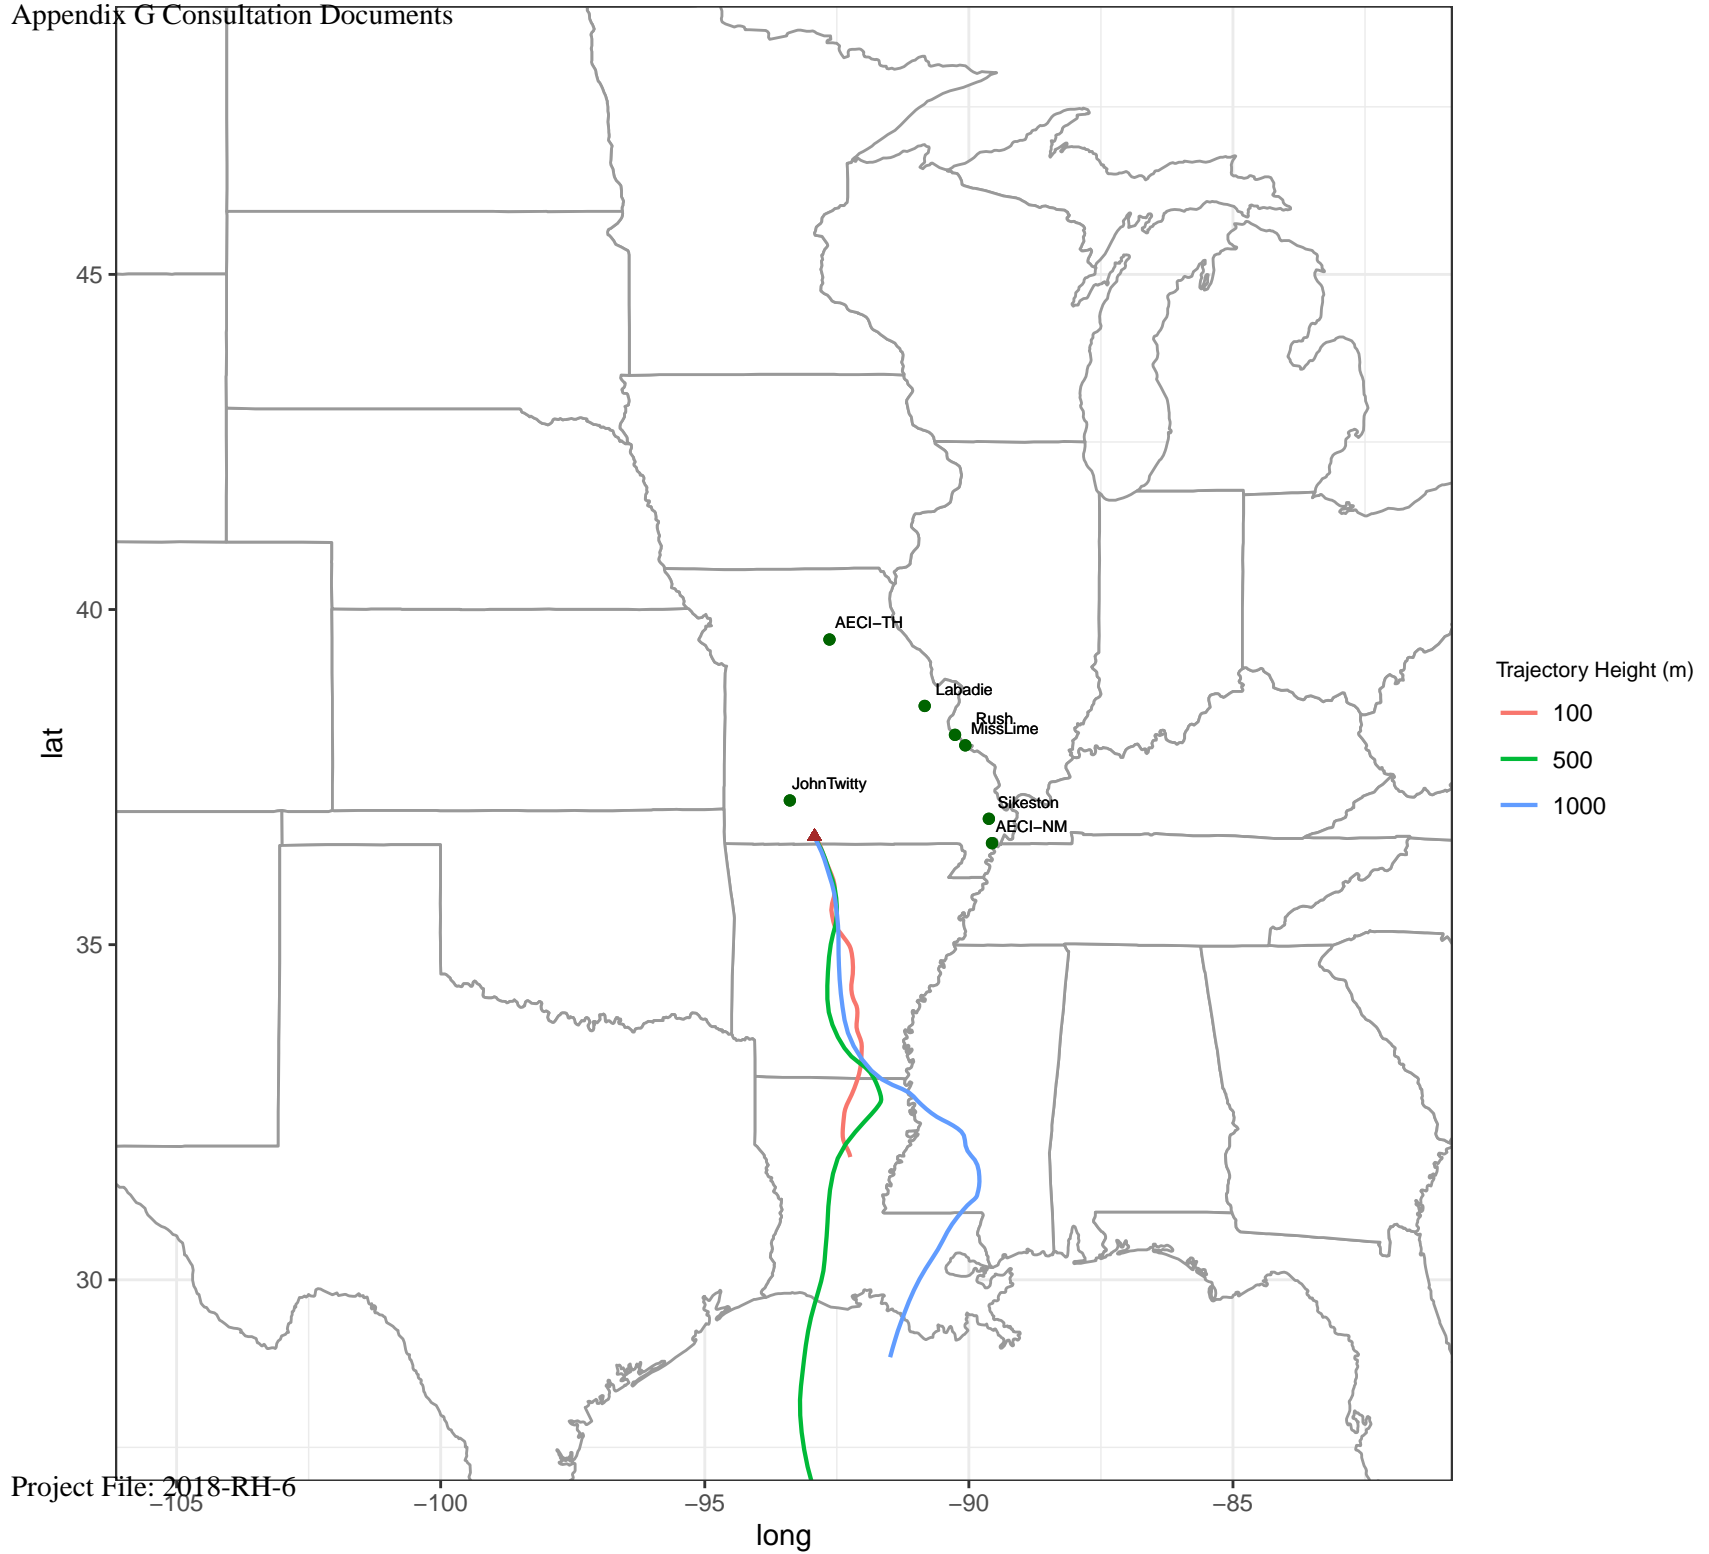 Appendix G Consultation Documents
45
40
35
30
lat
AECI−TH
Labadie
Rush
MissLime
JohnTwitty
Sikeston
AECI−NM
Trajectory Height (m)
100
500
1000
Project File: 2018-RH-6
−105
−100
−95
−90
−85
long